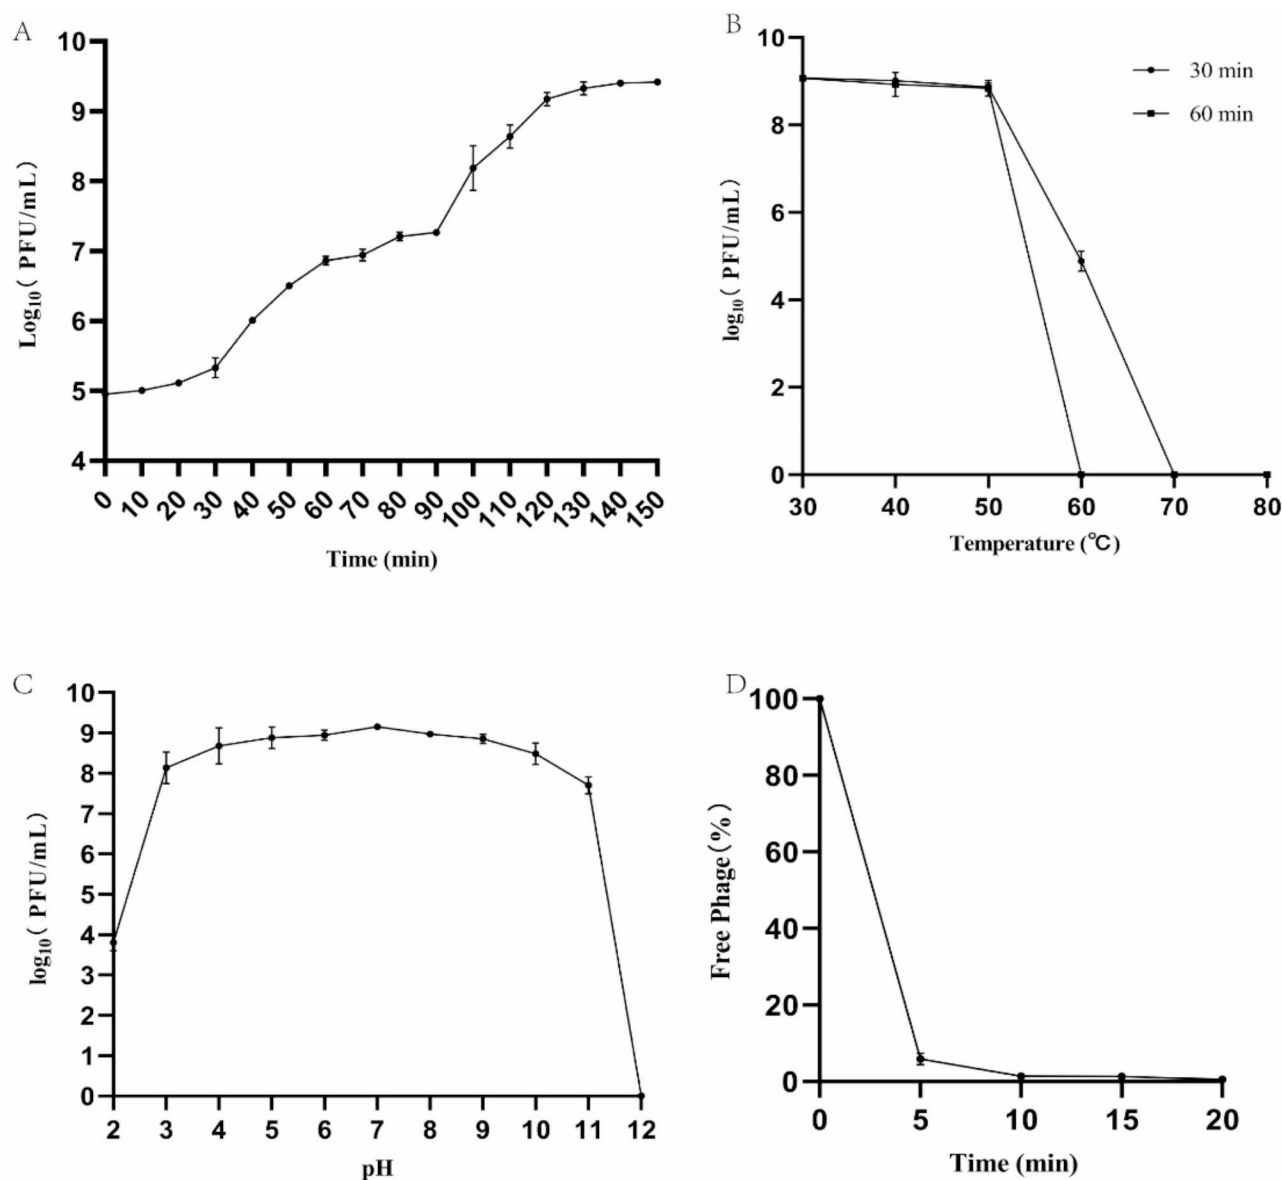 A
10
9
8
7
6
5
4
Log10( PFU/mL)
0 10 20 30 40 50 60 70 80 90 100 110 120 130 140 150
Time (min)
B
10
8
6
4
2
0
log10( PFU/mL)
30 min
60 min
30 40 50 60 70 80
Temperature (℃)
C
10
9
8
7
6
5
4
3
2
1
0
log10( PFU/mL)
2 3 4 5 6 7 8 9 10 11 12
pH
D
100
80
60
40
20
0
Free Phage(%)
0 5 10 15 20
Time (min)